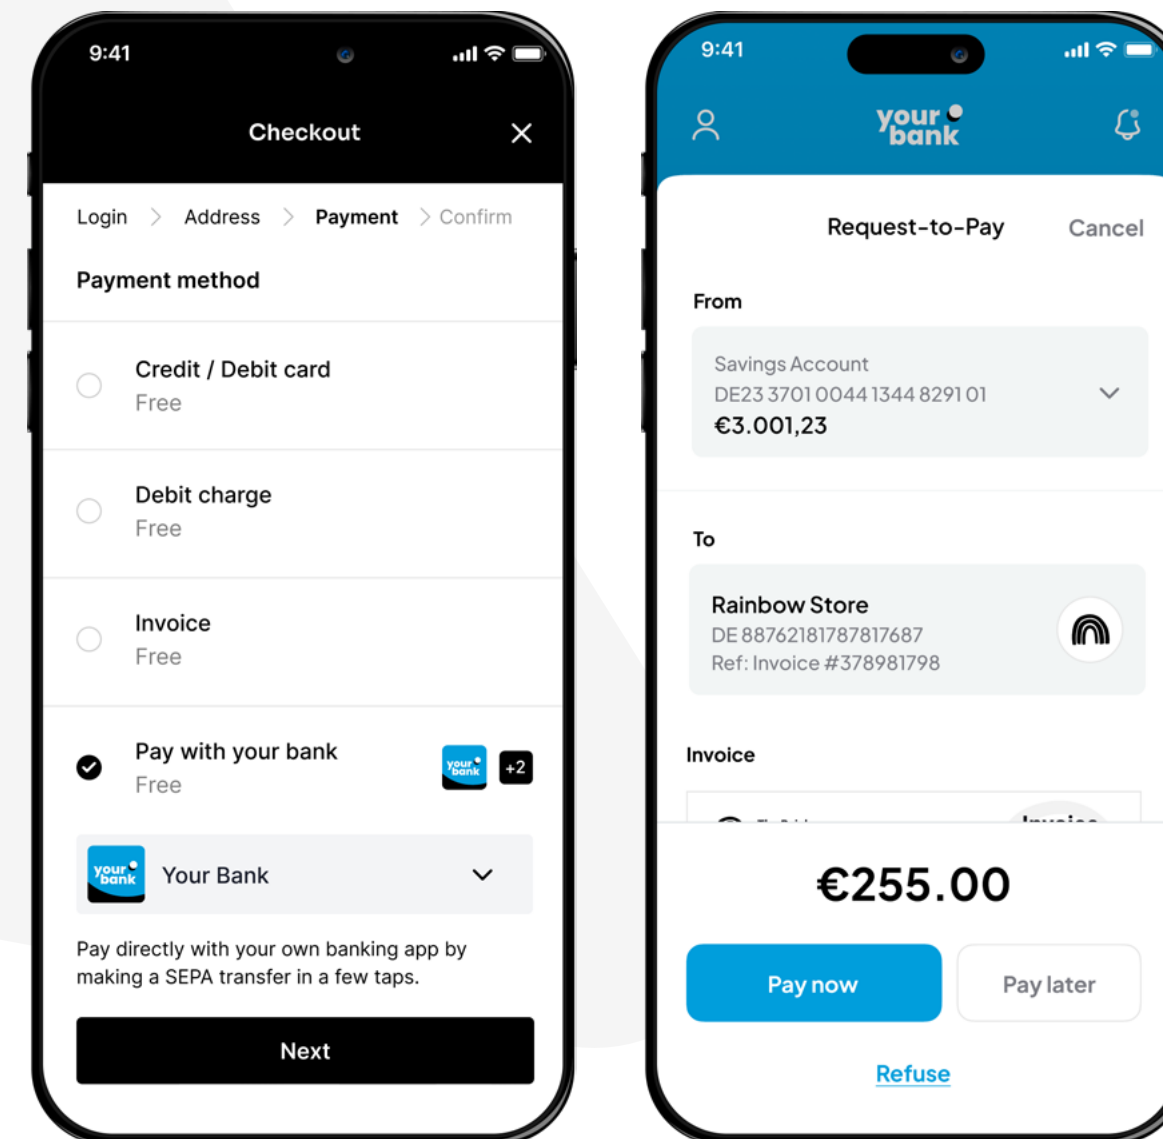 9:41
Checkout
Login > Address > Payment > Confirm
Payment method
Credit / Debit card
Free
Debit charge
Free
Invoice
Free
Pay with your bank
Free
your
bank
+2
your
bank
Your Bank
Pay directly with your own banking app by
making a SEPA transfer in a few taps.
Next
9:41
your
bank
Request-to-Pay
Cancel
From
Savings Account
DE23 3701 0044 1344 8291 01
€3.001,23
To
Rainbow Store
DE 88762181787817687
Ref: Invoice #378981798
Invoice
Invoice
€255.00
Pay now
Pay later
Refuse